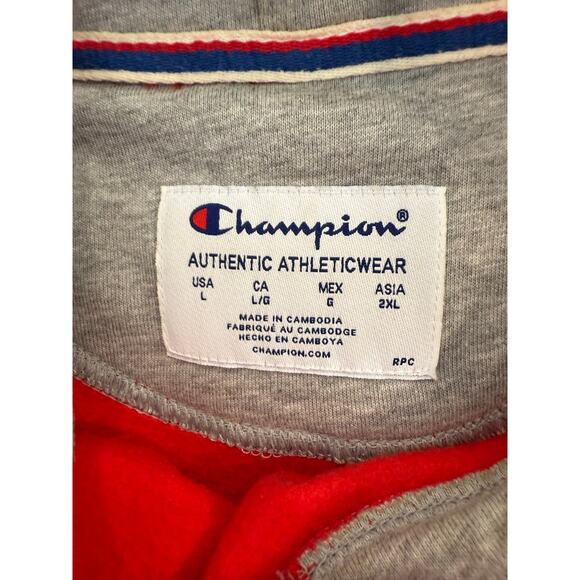 Champion®
AUTHENTIC ATHLETICWEAR
USA CA MEX ASIA
L L/G G 2XL
MADE IN CAMBODIA
FABRIQUÉ AU CAMBODGE
HECHO EN CAMBOYA
CHAMPION.COM
RPC